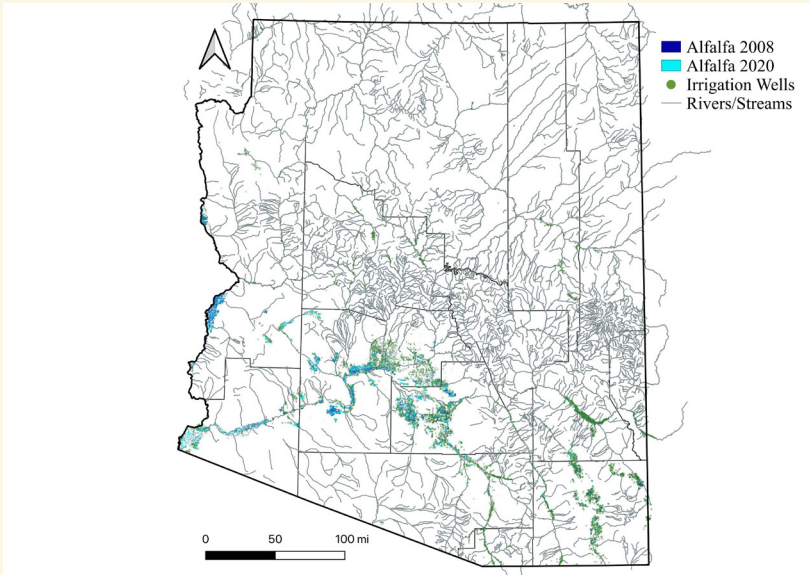 Alfalfa 2008
Alfalfa 2020
Irrigation Wells
Rivers/Streams
0 50 100 mi